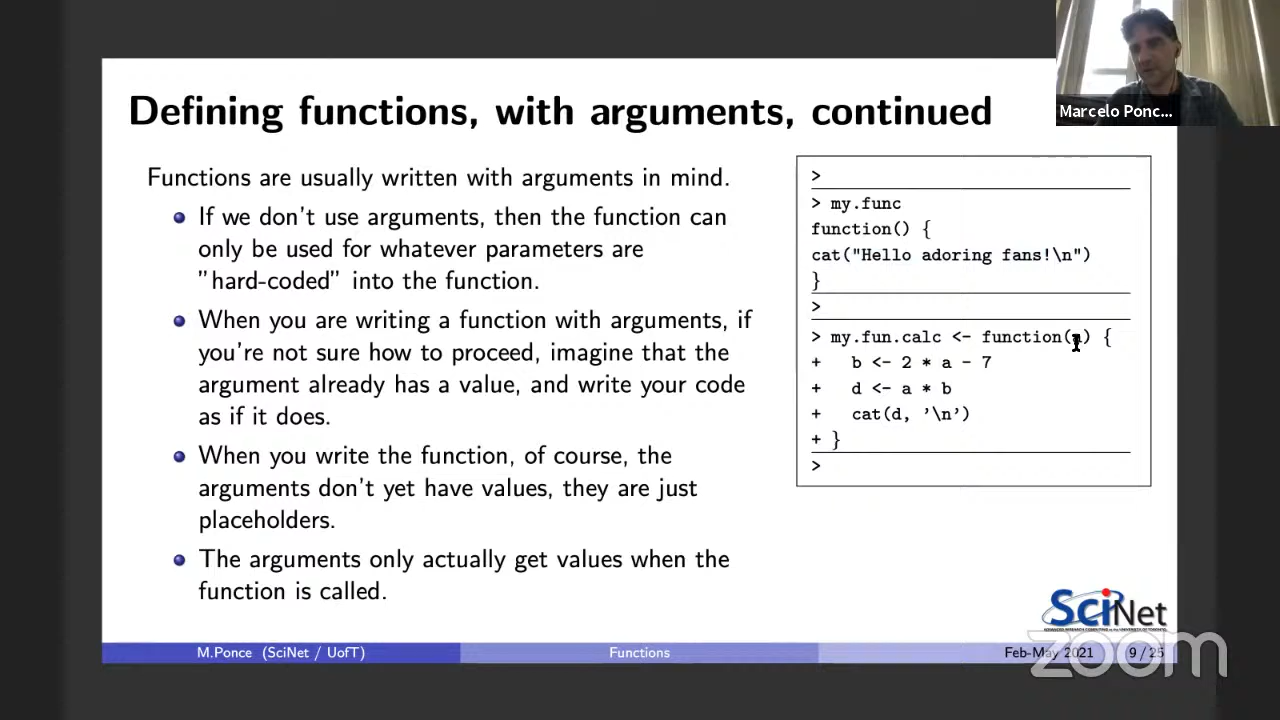 Defining functions, with arguments, continued
Marcelo Ponc...
Functions are usually written with arguments in mind.
If we don't use arguments, then the function can
only be used for whatever parameters are
"hard-coded" into the function.
When you are writing a function with arguments, if
you're not sure how to proceed, imagine that the
argument already has a value, and write your code
as if it does.
When you write the function, of course, the
arguments don't yet have values, they are just
placeholders.
The arguments only actually get values when the
function is called.
>
> my.func
function() {
cat("Hello adoring fans!\n")
}
>
> my.fun.calc <- function(a) {
+ b <- 2 * a - 7
+ d <- a * b
+ cat(d, '\n')
+ }
>
SciNet
M.Ponce (SciNet / UofT)
Functions
Feb-May 2021
9 / 25
zoom